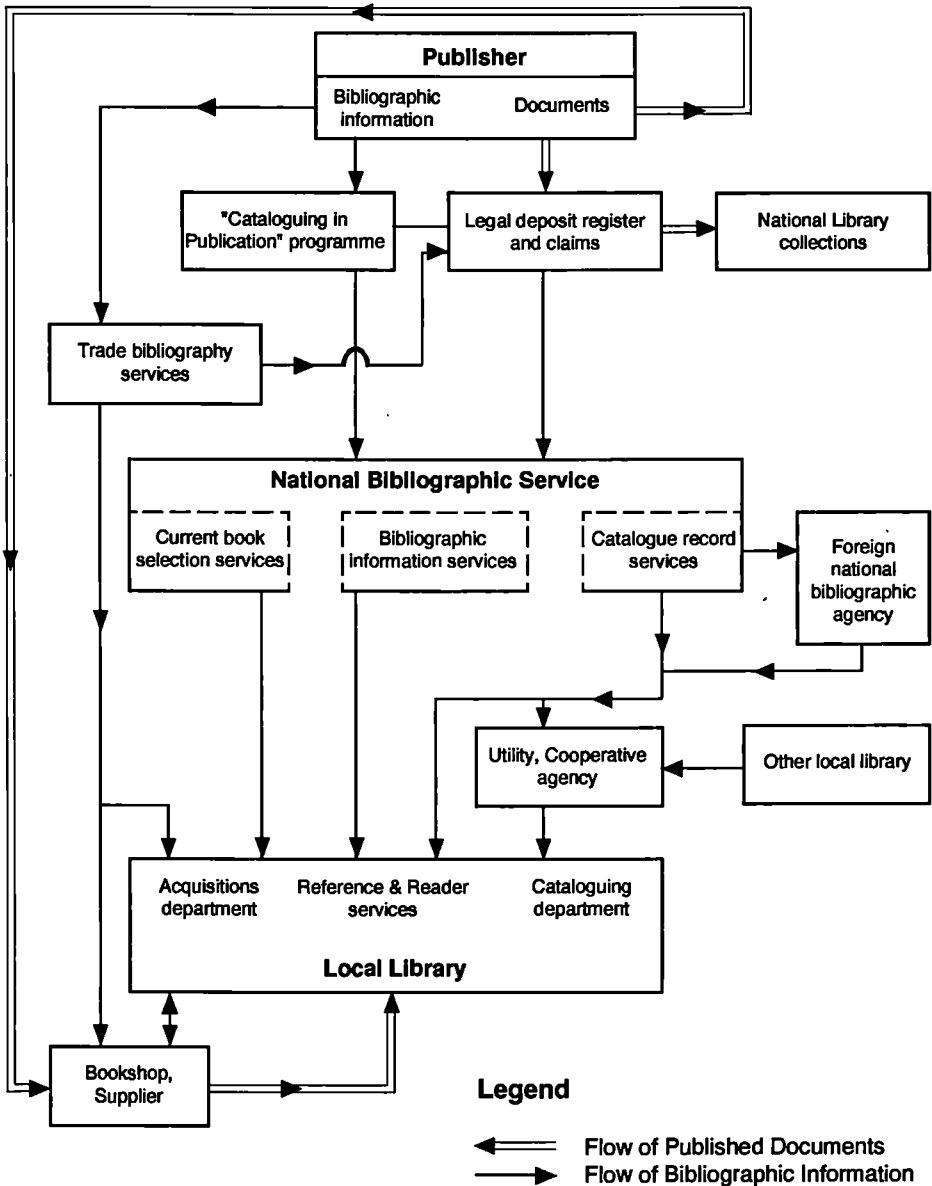 Publisher
Bibliographic
information
Documents
"Cataloguing in
Publication" programme
Legal deposit register
and claims
National Library
collections
Trade bibliography
services
National Bibliographic Service
Current book
selection services
Bibliographic
information services
Catalogue record
services
Foreign
national
bibliographic
agency
Utility, Cooperative
agency
Other local library
Acquisitions
department
Reference & Reader
services
Cataloguing
department
Local Library
Bookshop,
Supplier
Legend
Flow of Published Documents
Flow of Bibliographic Information